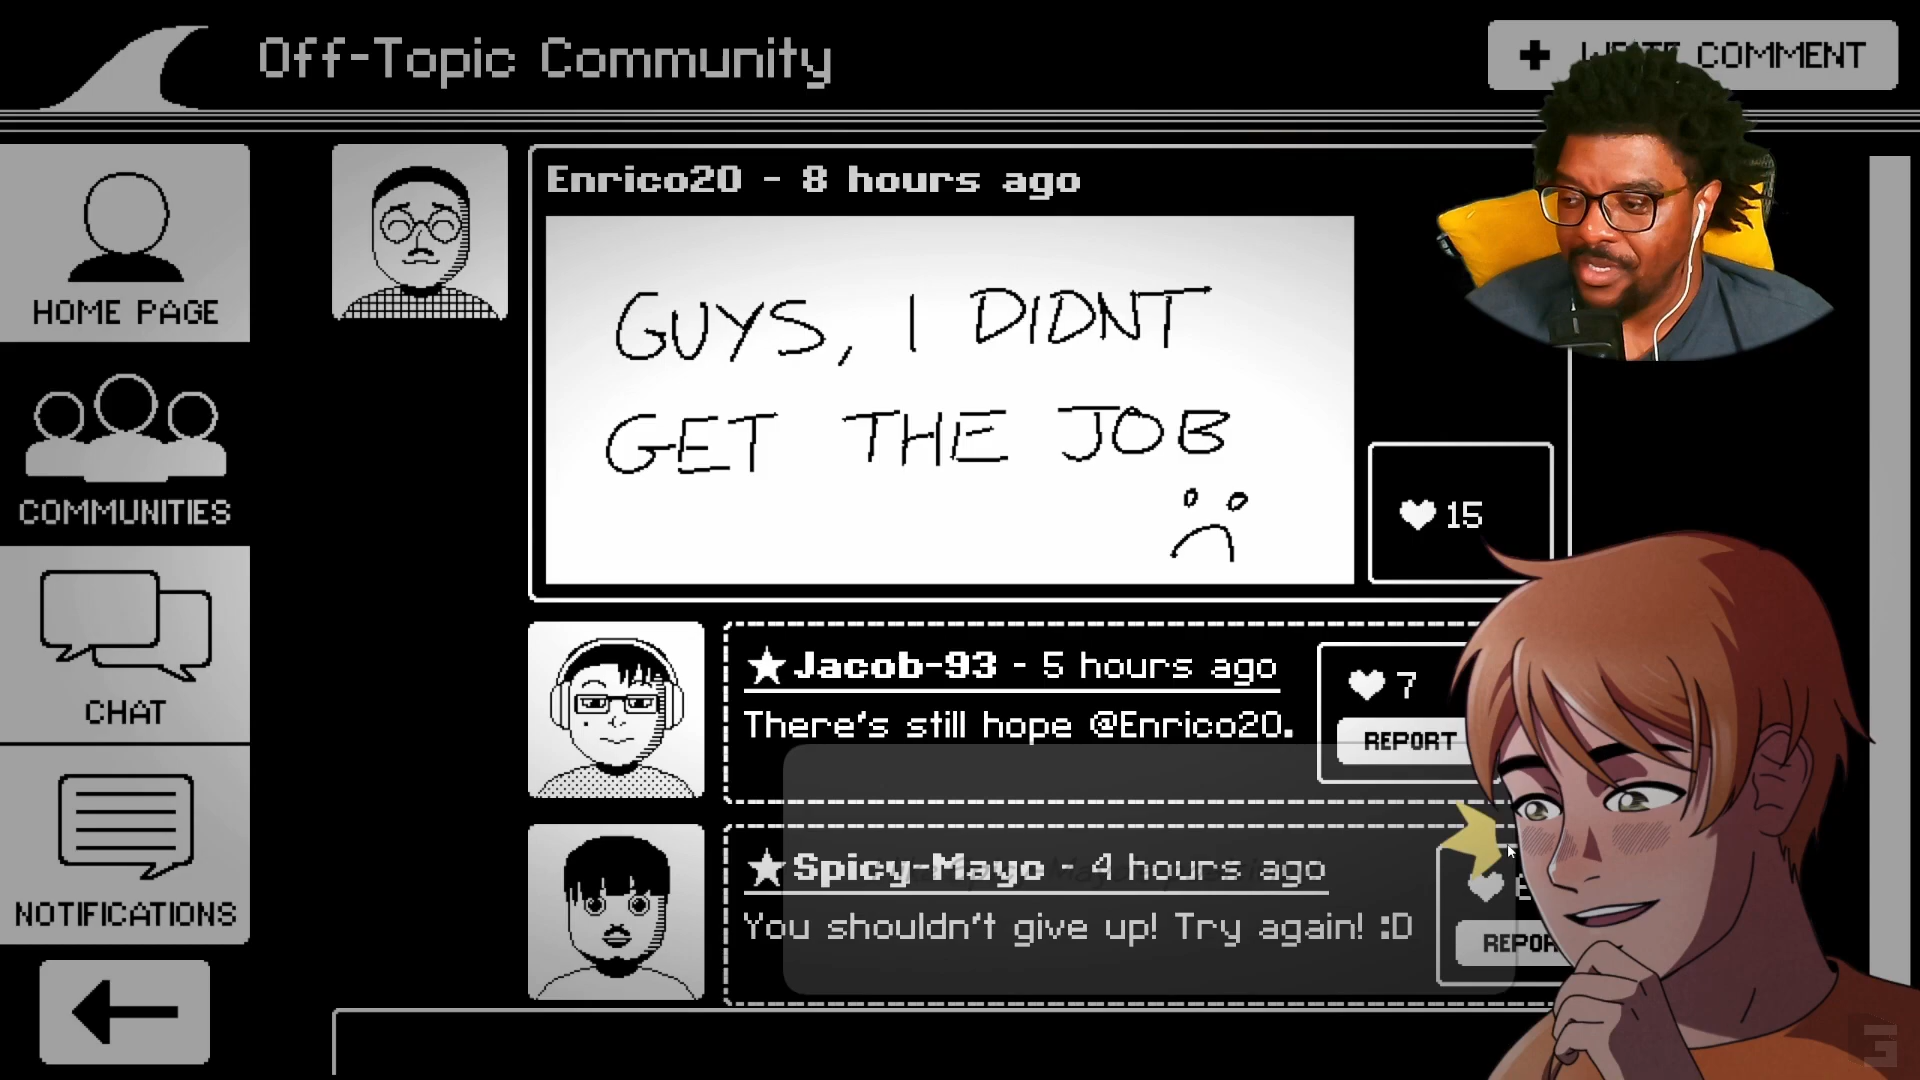 Off-Topic Community
COMMENT
HOME PAGE
COMMUNITIES
CHAT
NOTIFICATIONS
Enrico20 - 8 hours ago
GUYS, I DIDNT
GET THE JOB
15
★Jacob-93 - 5 hours ago
There's still hope @Enrico20.
7
REPORT
★Spicy-Mayo - 4 hours ago
You shouldn't give up! Try again! :D